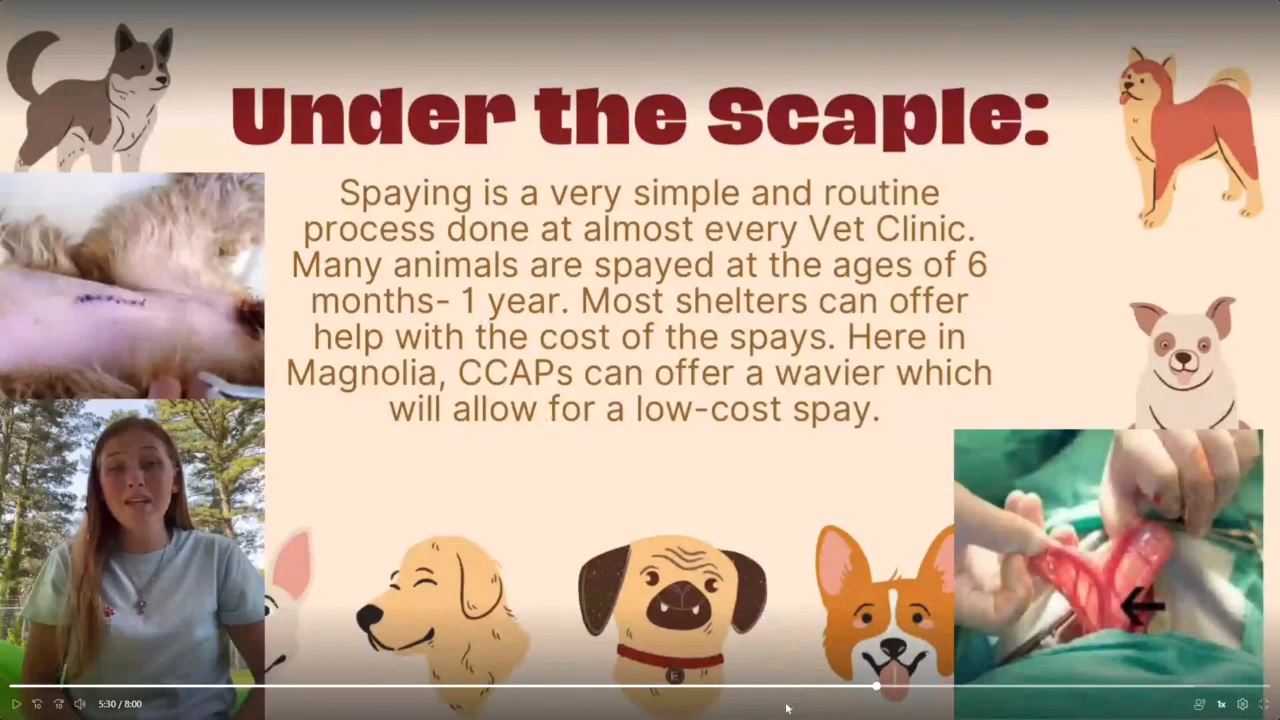 Under the Scaple:
Spaying is a very simple and routine
process done at almost every Vet Clinic.
Many animals are spayed at the ages of 6
months- 1 year. Most shelters can offer
help with the cost of the spays. Here in
Magnolia, CCAPs can offer a wavier which
will allow for a low-cost spay.
E
10 10 5:30 / 8:00 1x